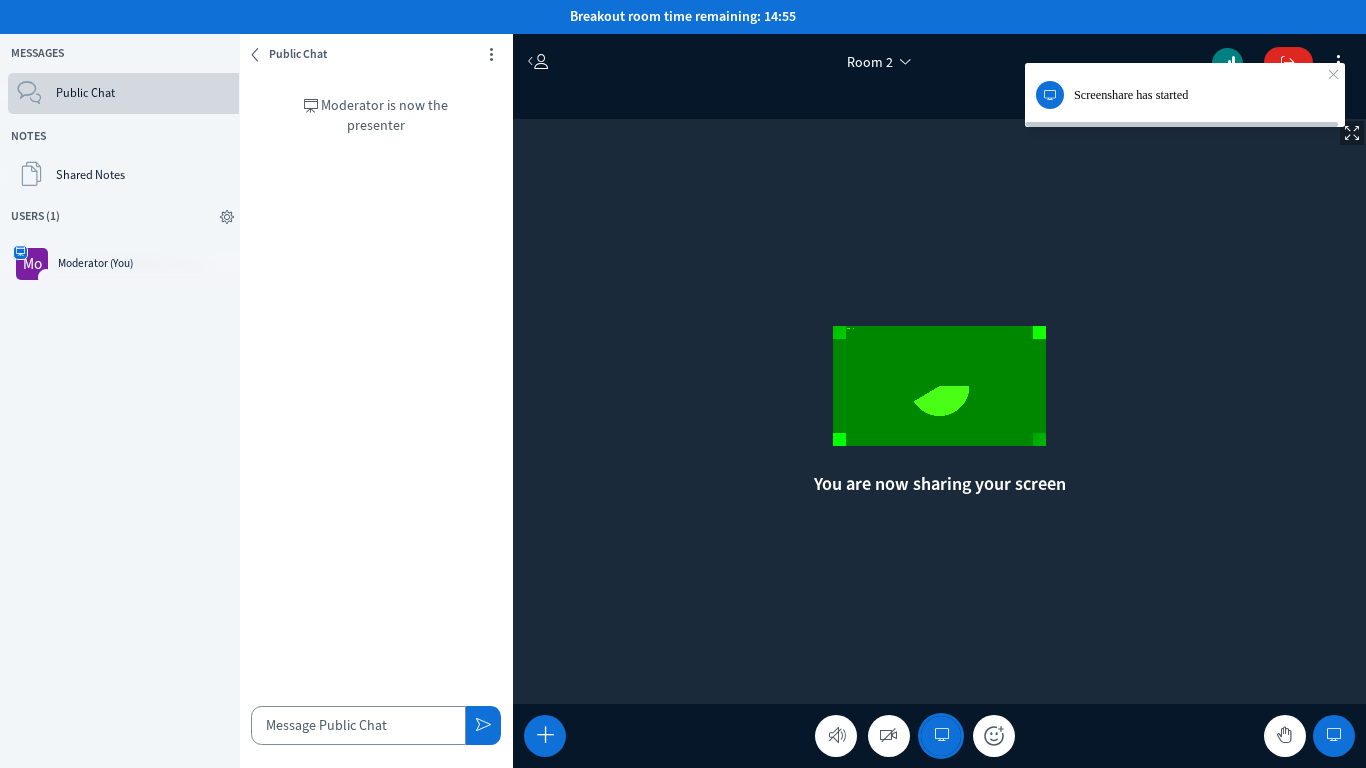 Breakout room time remaining: 14:55
MESSAGES
Public Chat
NOTES
Shared Notes
USERS (1)
Mo
Moderator (You)
Public Chat
Moderator is now the
presenter
Message Public Chat
Room 2
Screenshare has started
You are now sharing your screen